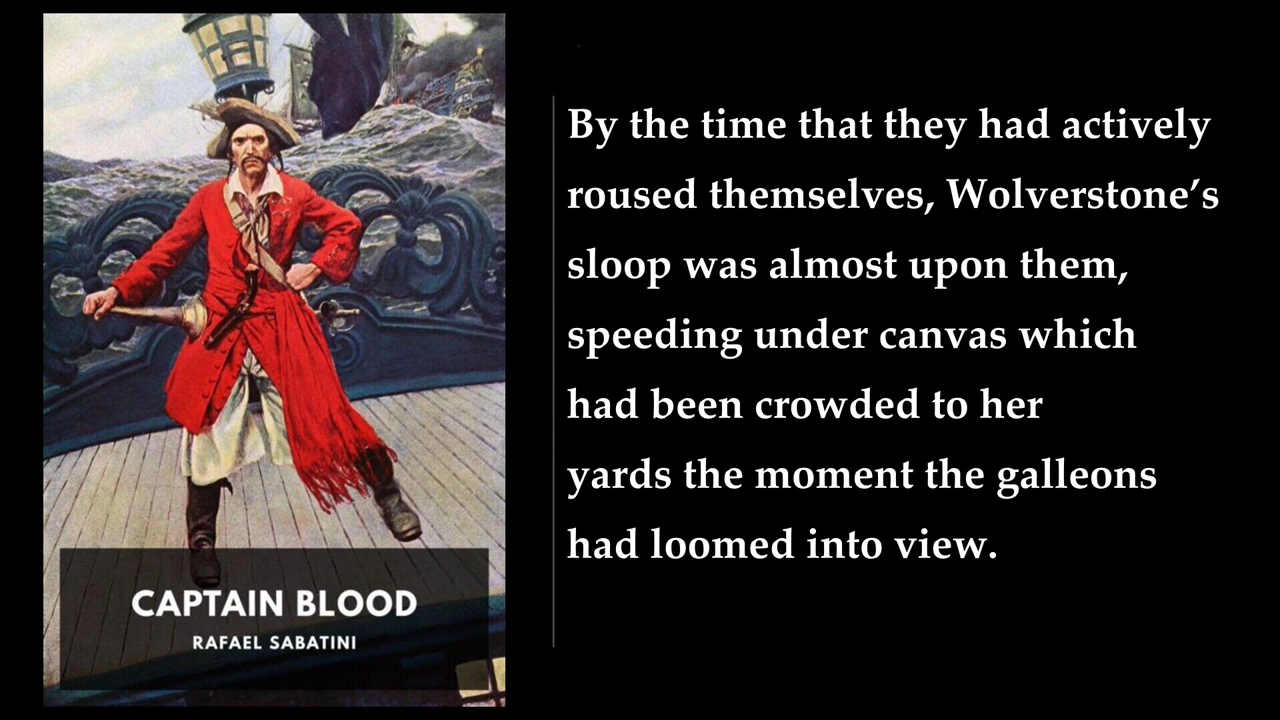 CAPTAIN BLOOD
RAFAEL SABATINI
By the time that they had actively
roused themselves, Wolverstone’s
sloop was almost upon them,
speeding under canvas which
had been crowded to her
yards the moment the galleons
had loomed into view.